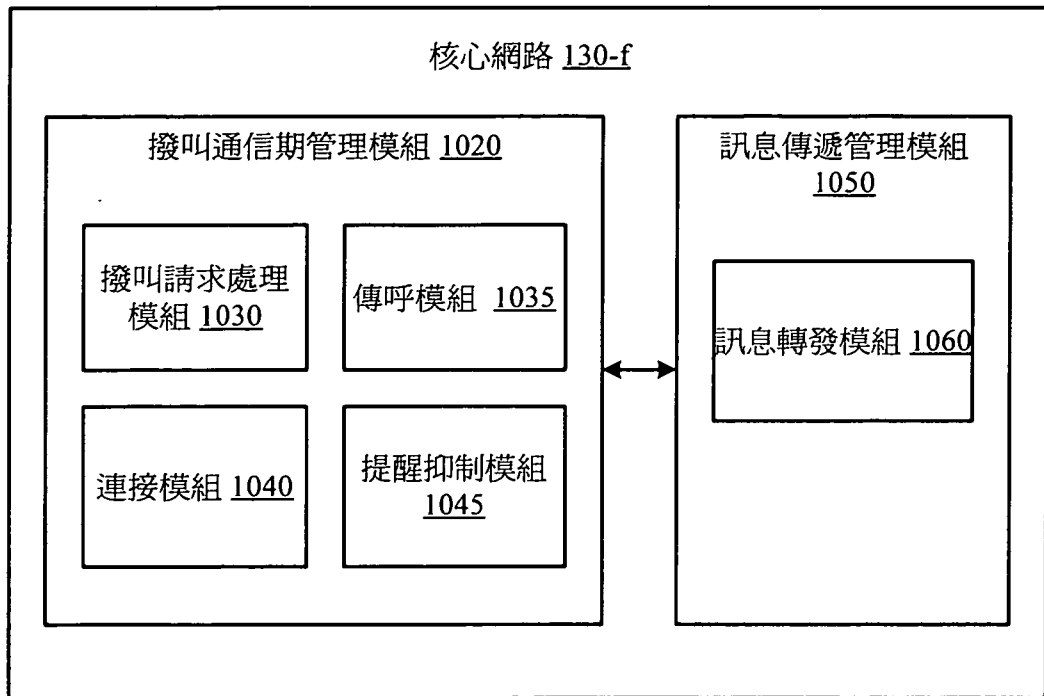 核心網路 130-f
撥叫通信期管理模組 1020
撥叫請求處理
模組 1030
傳呼模組 1035
連接模組 1040
提醒抑制模組
1045
訊息傳遞管理模組
1050
訊息轉發模組 1060